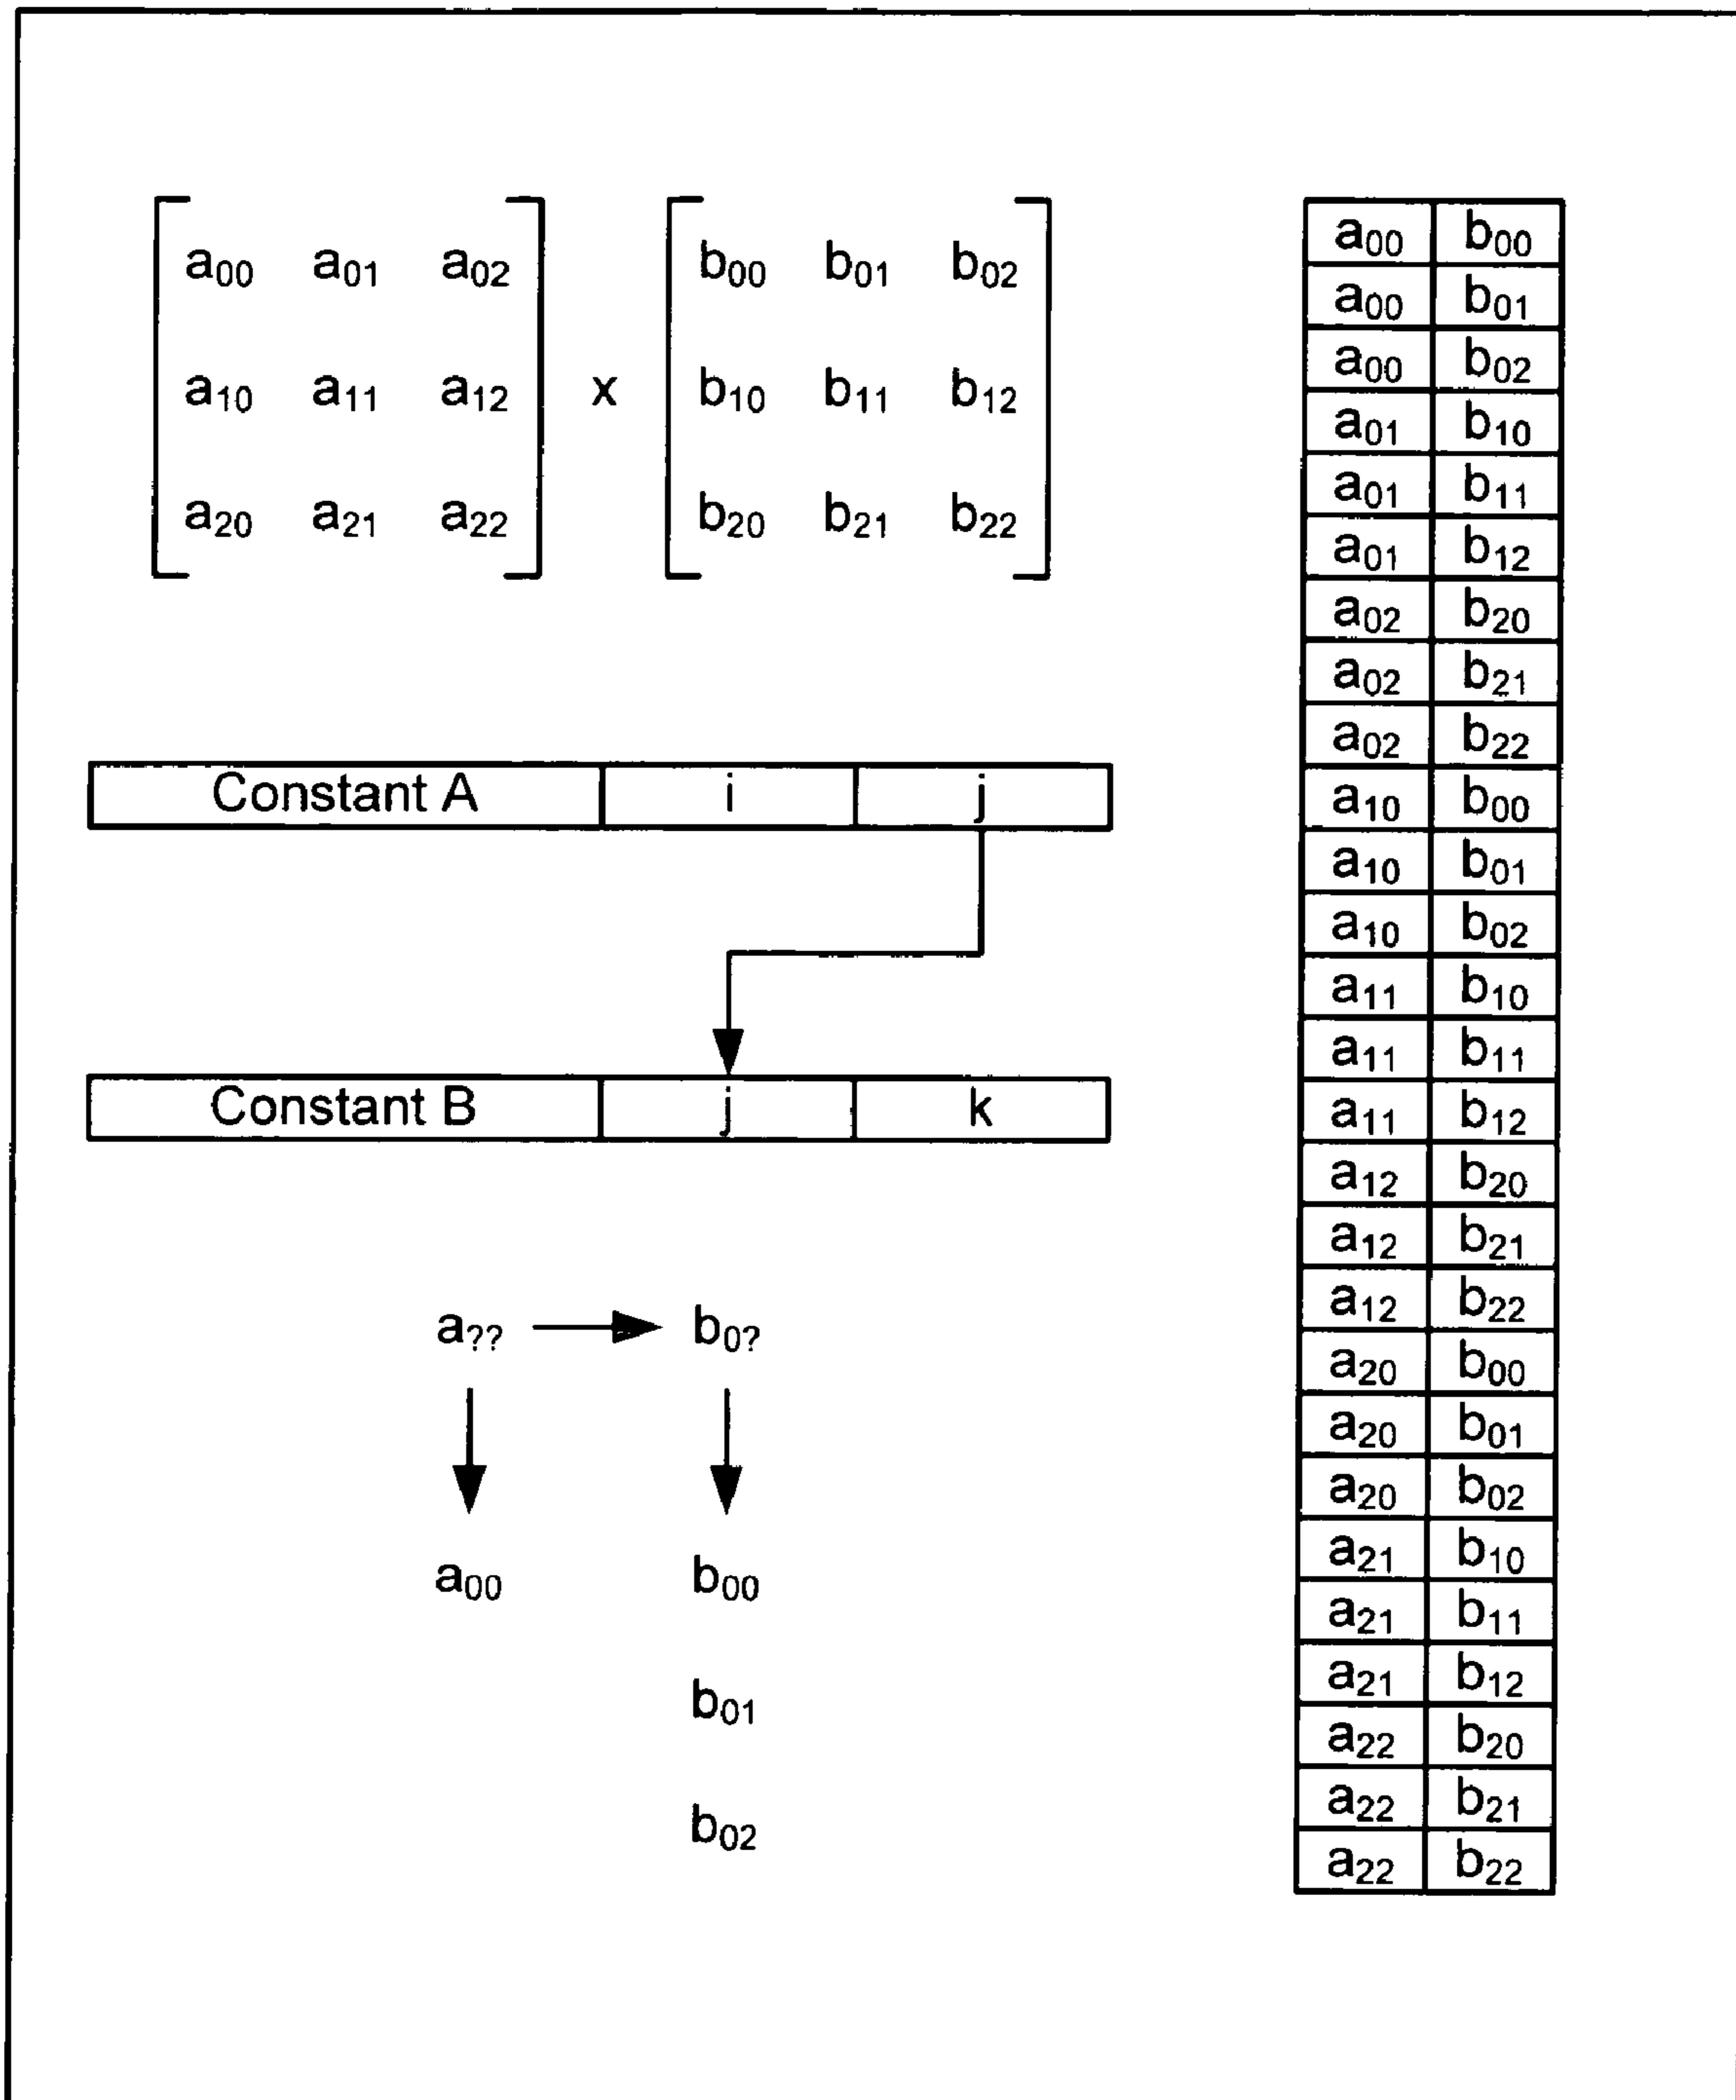 a00 a01 a02 b00 b01 b02
a10 a11 a12 x b10 b11 b12
a20 a21 a22 b20 b21 b22
Constant A i j
Constant B j k
a?? b0?
a00 b00
b01
b02
a00 b00
a00 b01
a00 b02
a01 b10
a01 b11
a01 b12
a02 b20
a02 b21
a02 b22
a10 b00
a10 b01
a10 b02
a11 b10
a11 b11
a11 b12
a12 b20
a12 b21
a12 b22
a20 b00
a20 b01
a20 b02
a21 b10
a21 b11
a21 b12
a22 b20
a22 b21
a22 b22